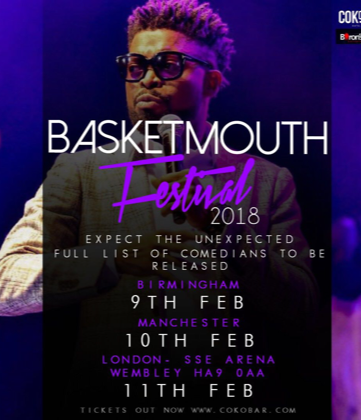 COKO
BASKETMOUTH
Festival
2018
EXPECT THE UNEXPECTED
FULL LIST OF COMEDIANS TO BE
RELEASED
BIRMINGHAM
9TH FEB
MANCHESTER
10TH FEB
LONDON- SSE ARENA
WEMBLEY HA9 0AA
11TH FEB
TICKETS OUT NOW WWW.COKOBAR.COM